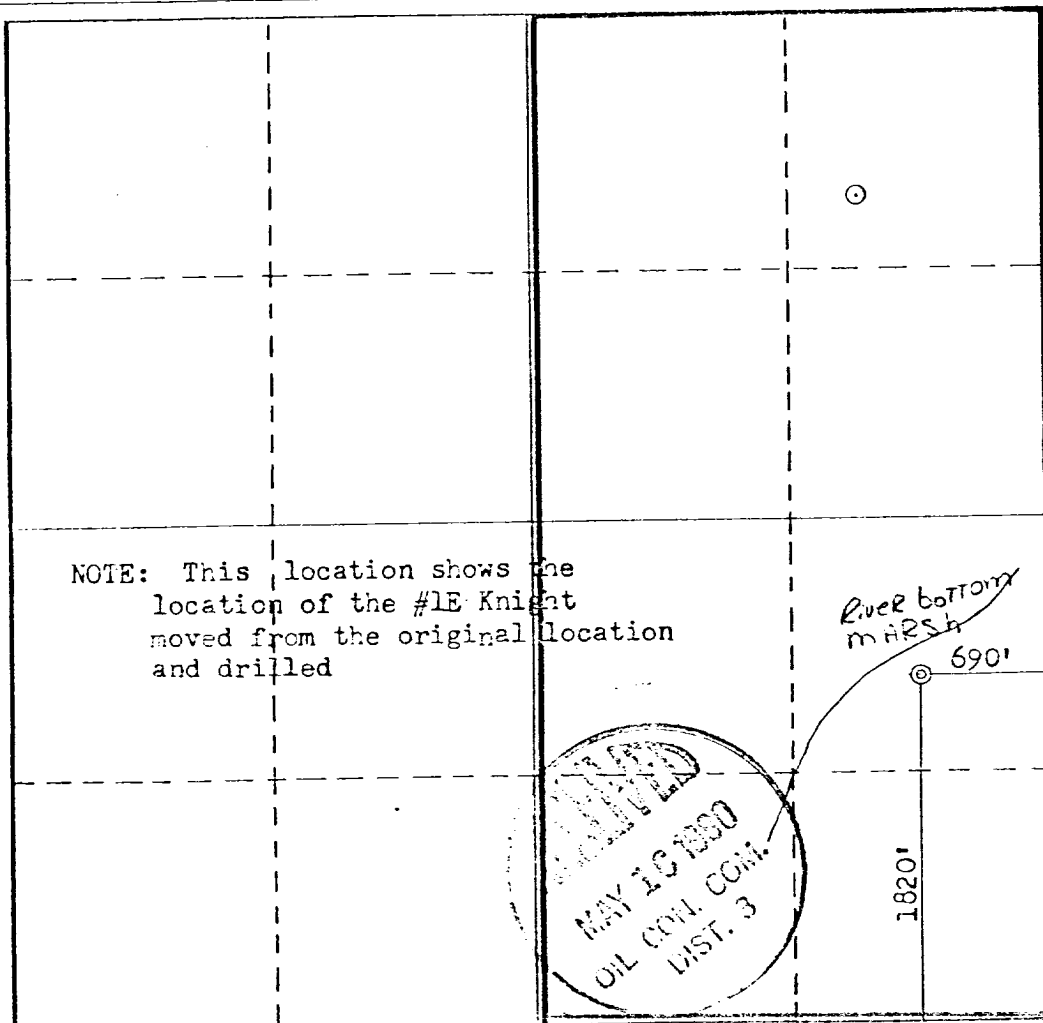 NOTE: This location shows the
location of the #1E Knight
moved from the original location
and drilled
River bottom
mARSh
690'
1820'
MAY 16 1980
OIL CON. COM.
DIST. 3